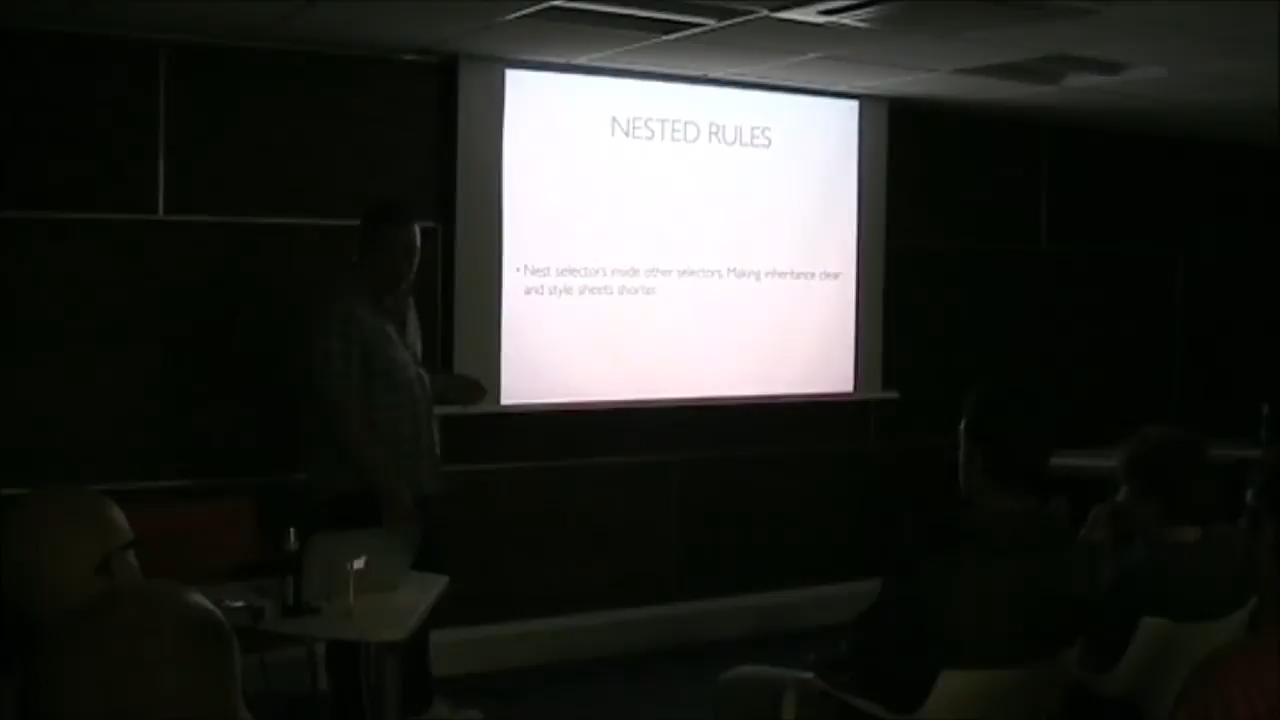 NESTED RULES
• Nest selectors inside other selectors. Making inheritance clear
and style sheets shorter.